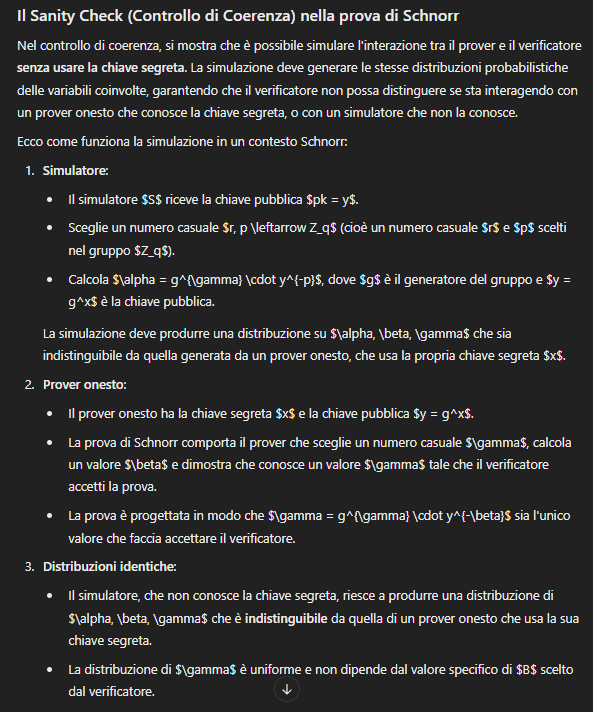 Il Sanity Check (Controllo di Coerenza) nella prova di Schnorr
Nel controllo di coerenza, si mostra che è possibile simulare l'interazione tra il prover e il verificatore
senza usare la chiave segreta. La simulazione deve generare le stesse distribuzioni probabilistiche
delle variabili coinvolte, garantendo che il verificatore non possa distinguere se sta interagendo con
un prover onesto che conosce la chiave segreta, o con un simulatore che non la conosce.
Ecco come funziona la simulazione in un contesto Schnorr:
1. Simulatore:
• Il simulatore $S$ riceve la chiave pubblica $pk = y$.
• Sceglie un numero casuale $r, p \leftarrow Z_q$ (cioè un numero casuale $r$ e $p$ scelti
nel gruppo $Z_q$).
• Calcola $\alpha = g^{\gamma} \cdot y^{-p}$, dove $g$ è il generatore del gruppo e $y =
g^x$ è la chiave pubblica.
La simulazione deve produrre una distribuzione su $\alpha, \beta, \gamma$ che sia
indistinguibile da quella generata da un prover onesto, che usa la propria chiave segreta $x$.
2. Prover onesto:
• Il prover onesto ha la chiave segreta $x$ e la chiave pubblica $y = g^x$.
• La prova di Schnorr comporta il prover che sceglie un numero casuale $\gamma$, calcola
un valore $\beta$ e dimostra che conosce un valore $\gamma$ tale che il verificatore
accetti la prova.
• La prova è progettata in modo che $\gamma = g^{\gamma} \cdot y^{-\beta}$ sia l'unico
valore che faccia accettare il verificatore.
3. Distribuzioni identiche:
• Il simulatore, che non conosce la chiave segreta, riesce a produrre una distribuzione di
$\alpha, \beta, \gamma$ che è indistinguibile da quella di un prover onesto che usa la sua
chiave segreta.
• La distribuzione di $\gamma$ è uniforme e non dipende dal valore specifico di $B$ scelto
dal verificatore.